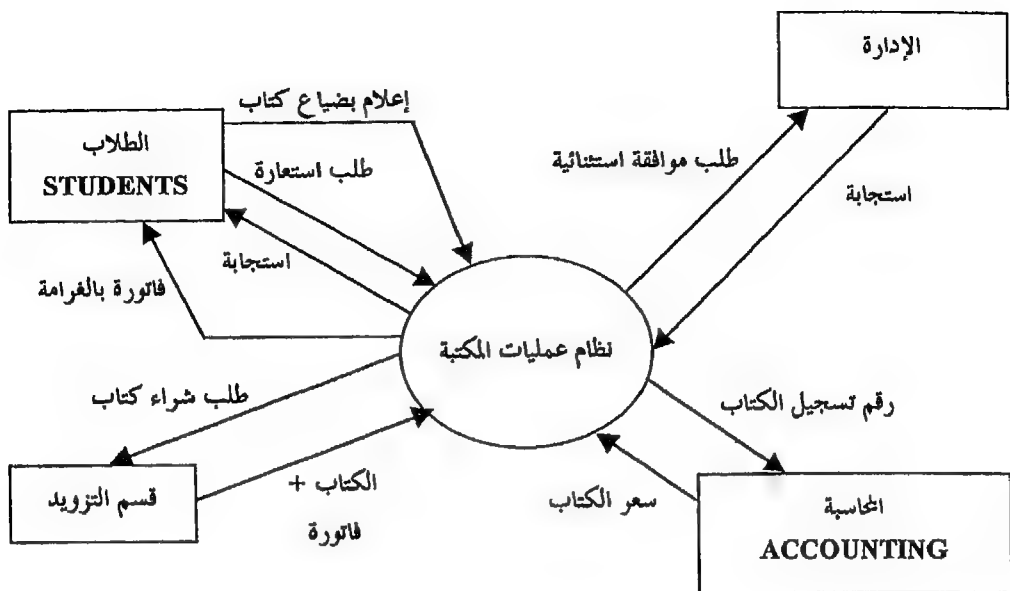 الإدارة
إعلام بضياع كتاب
الطلاب
STUDENTS
طلب استعارة
طلب موافقة استثنائية
استجابة
استجابة
فاتورة بالغرامة
نظام عمليات المكتبة
طلب شراء كتاب
رقم تسجيل الكتاب
قسم التزويد
الكتاب +
فاتورة
سعر الكتاب
المحاسبة
ACCOUNTING